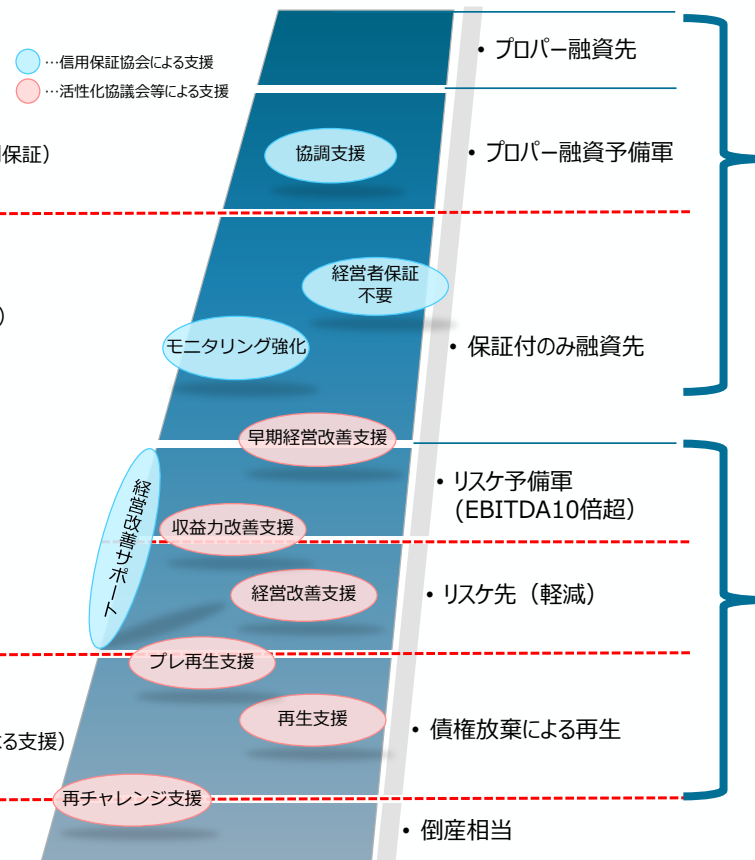 …信用保証協会による支援
…活性化協議会等による支援
• プロパー融資先
保証）
協調支援
• プロパー融資予備軍
経営者保証
不要
）
モニタリング強化
• 保証付のみ融資先
早期経営改善支援
• リスケ予備軍
(EBITDA10倍超）
経営改善サポート
収益力改善支援
経営改善支援
• リスケ先（軽減）
プレ再生支援
再生支援
• 債権放棄による再生
る支援）
再チャレンジ支援
• 倒産相当